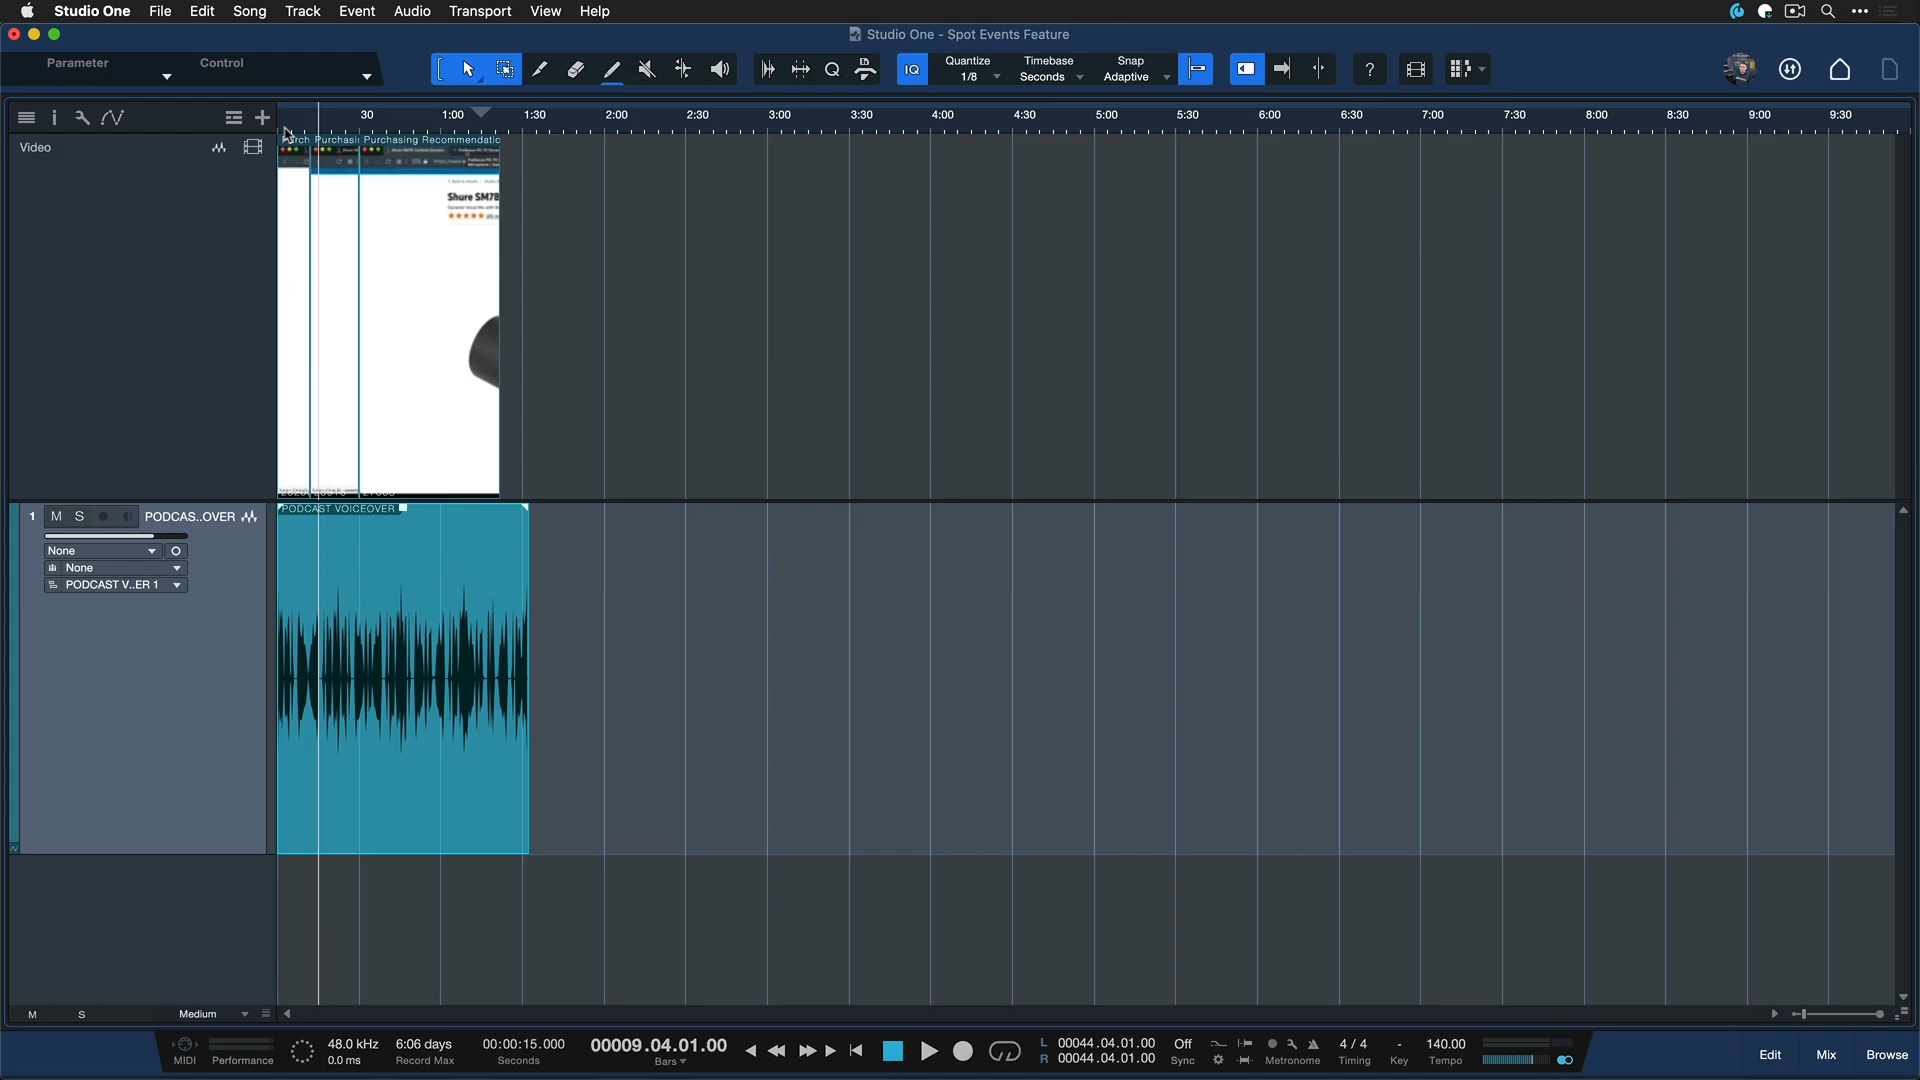 Studio One File Edit Song Track Event Audio Transport View Help
Studio One - Spot Events Feature
Parameter Control
IQ
Quantize
1/8
Timebase
Seconds
Snap
Adaptive
?
30 1:00 1:30 2:00 2:30 3:00 3:30 4:00 4:30 5:00 5:30 6:00 6:30 7:00 7:30 8:00 8:30 9:00 9:30
Video
Purchasi Purchasing Recommendatic
Shure SM7B
1 M S PODCAS..OVER
None
None
PODCAST V..ER 1
PODCAST VOICEOVER
M S Medium
MIDI
Performance
48.0 kHz
0.0 ms
6:06 days
Record Max
00:00:15.000
Seconds
00009.04.01.00
Bars
L 00044.04.01.00
R 00044.04.01.00
Off
Sync
Metronome
4 / 4
Timing
-
Key
140.00
Tempo
Edit Mix Browse